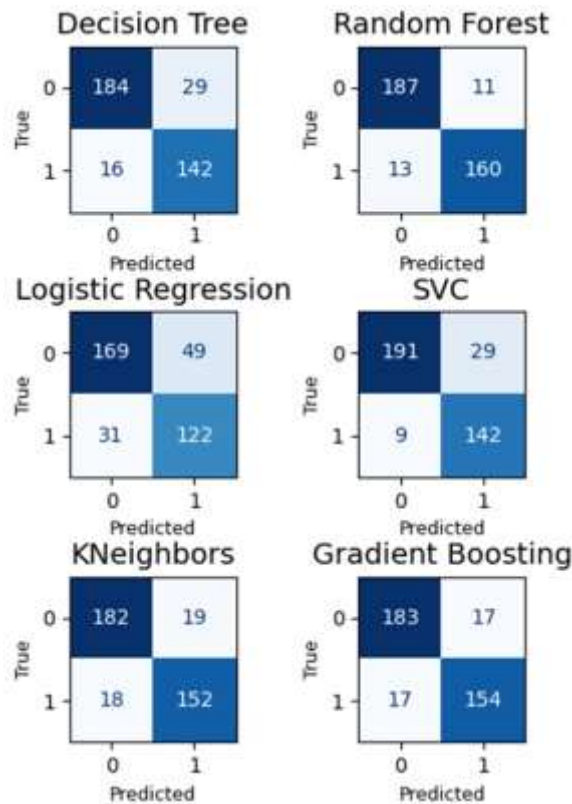 Decision Tree
Random Forest
True
0
184
29
1
16
142
0
1
Predicted
True
0
187
11
1
13
160
0
1
Predicted
Logistic Regression
SVC
True
0
169
49
1
31
122
0
1
Predicted
True
0
191
29
1
9
142
0
1
Predicted
KNeighbors
Gradient Boosting
True
0
182
19
1
18
152
0
1
Predicted
True
0
183
17
1
17
154
0
1
Predicted